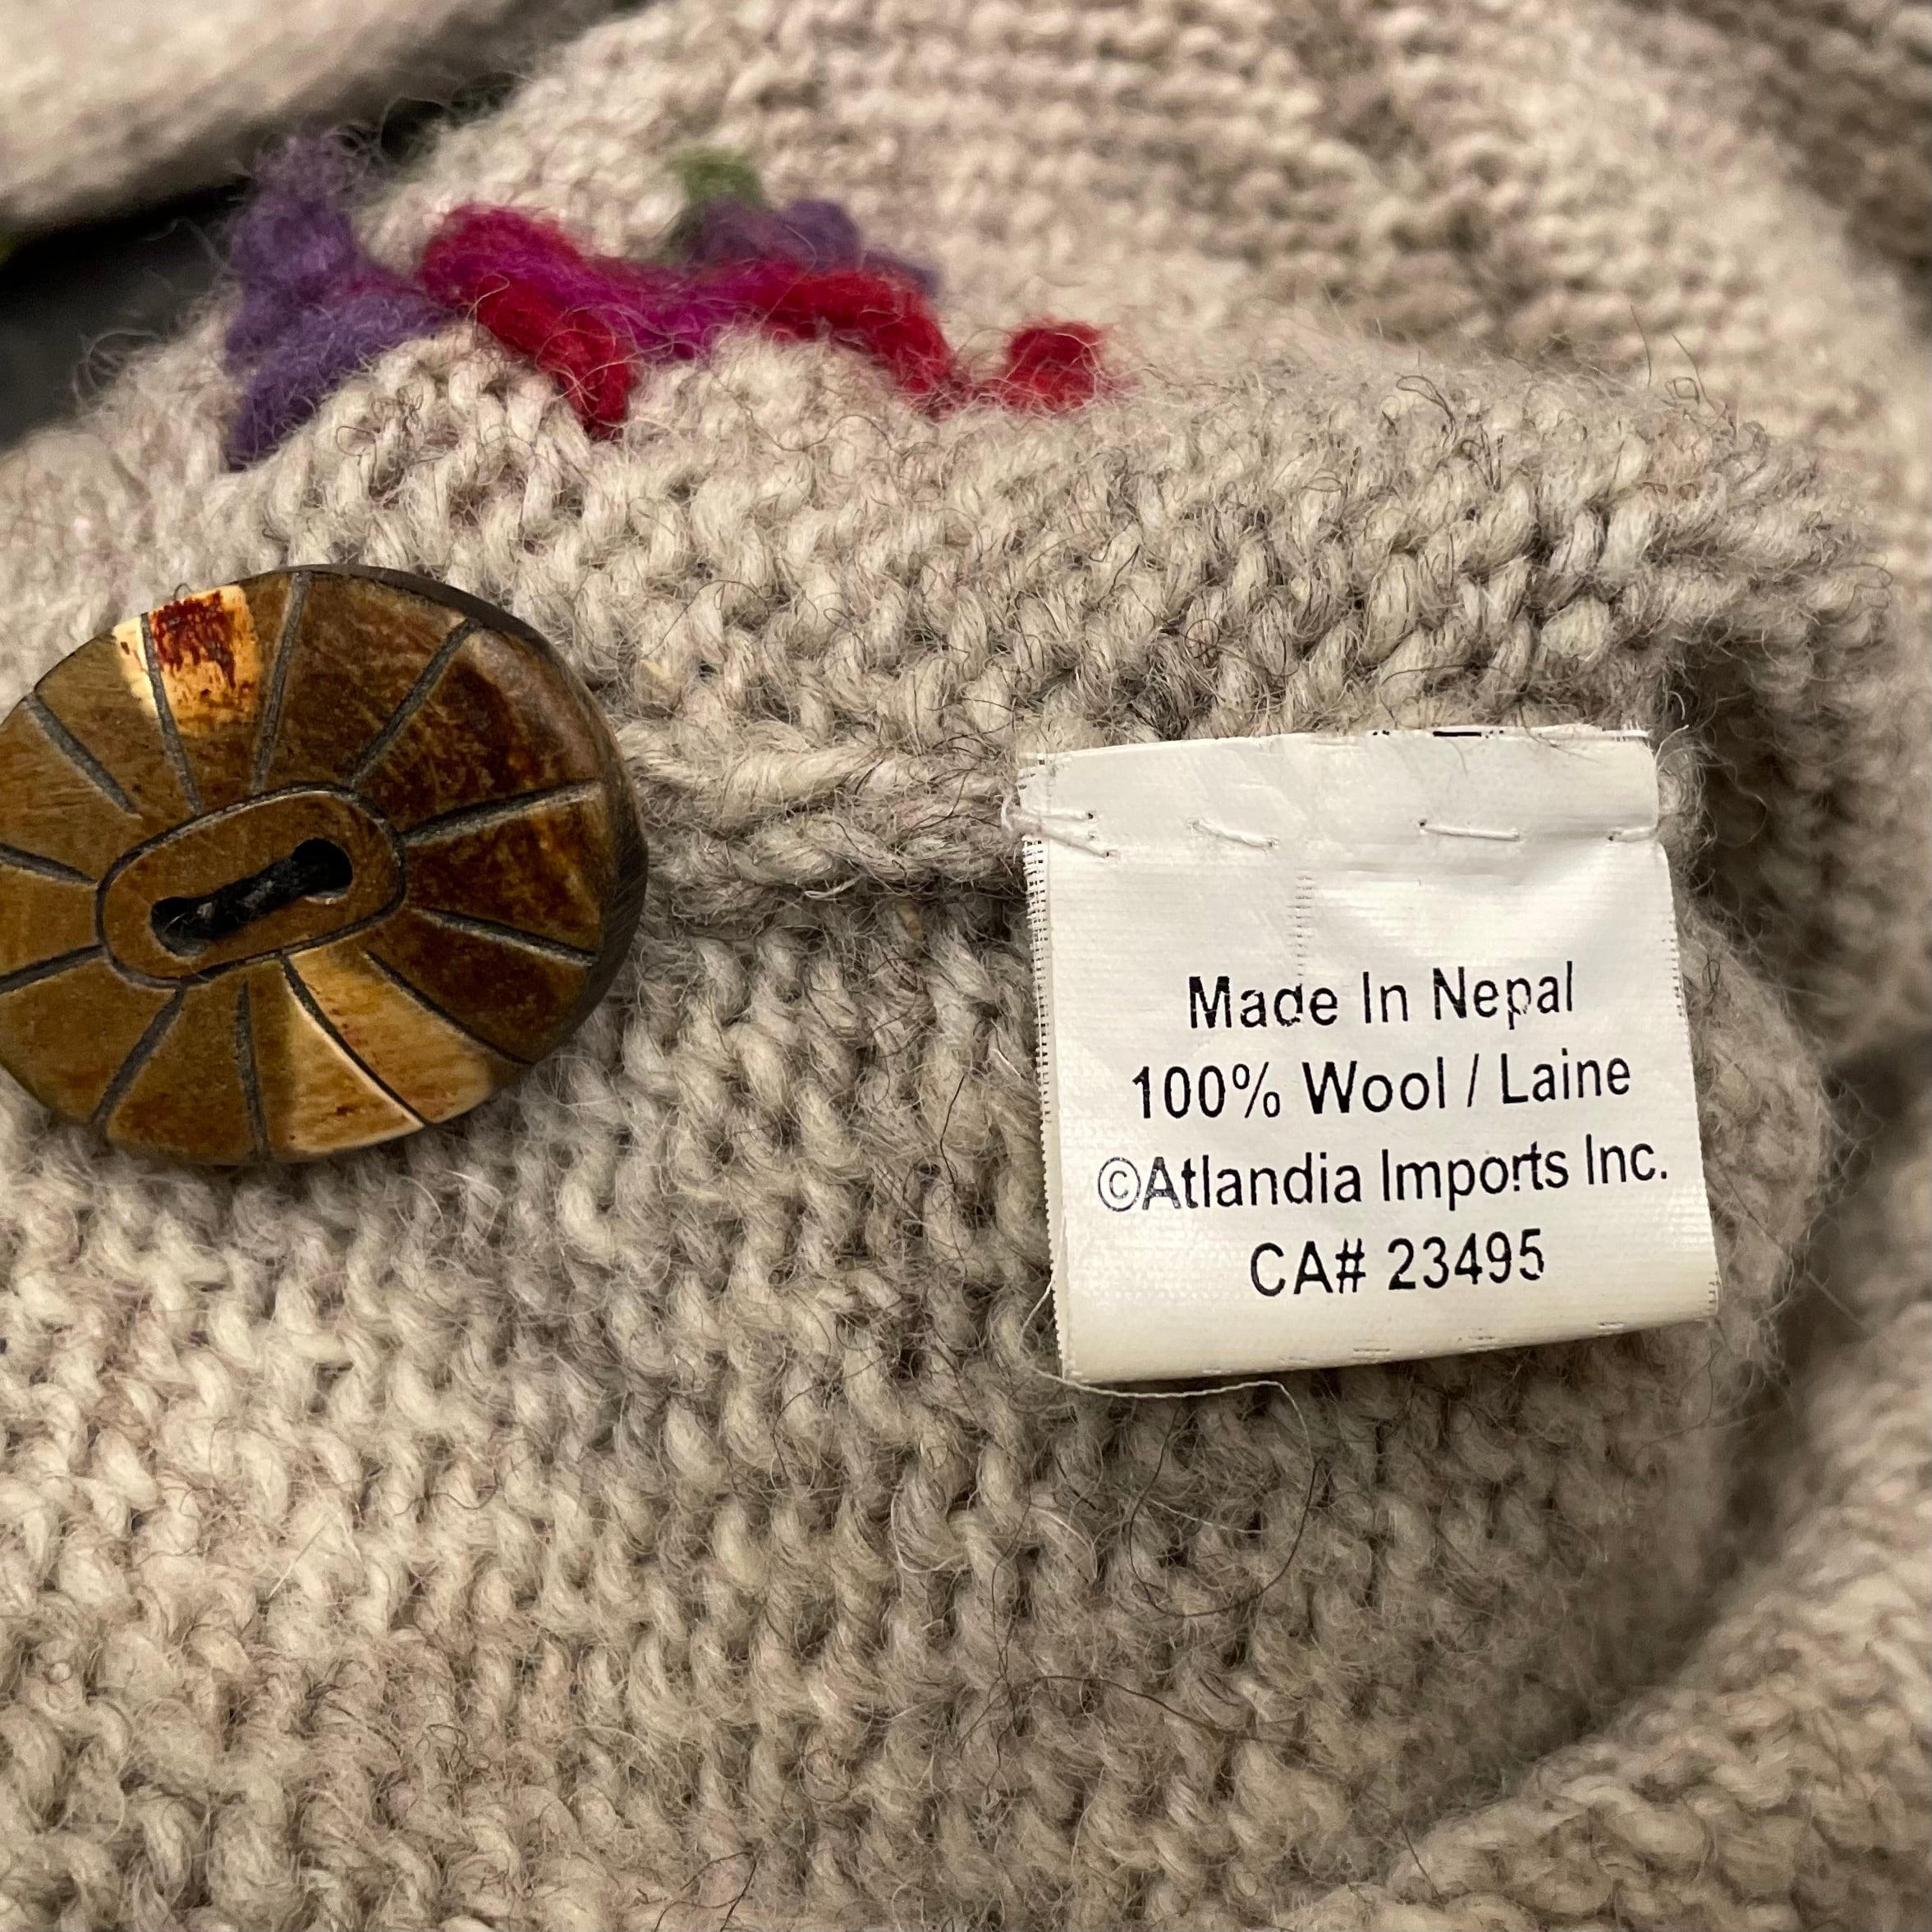 Made In Nepal
100% Wool / Laine
©Atlandia Imports Inc.
CA# 23495